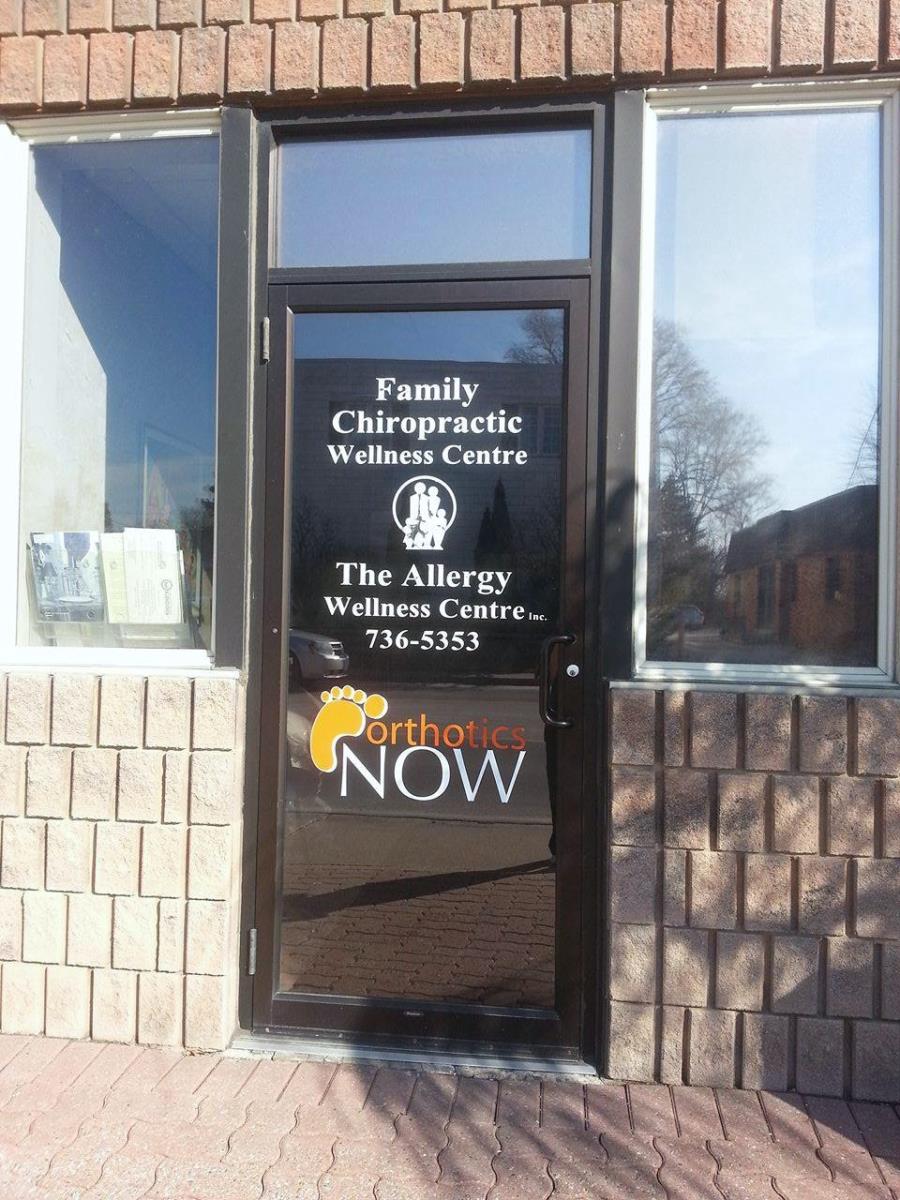 Family
Chiropractic
Wellness Centre
The Allergy
Wellness Centre Inc.
736-5353
orthotics
NOW